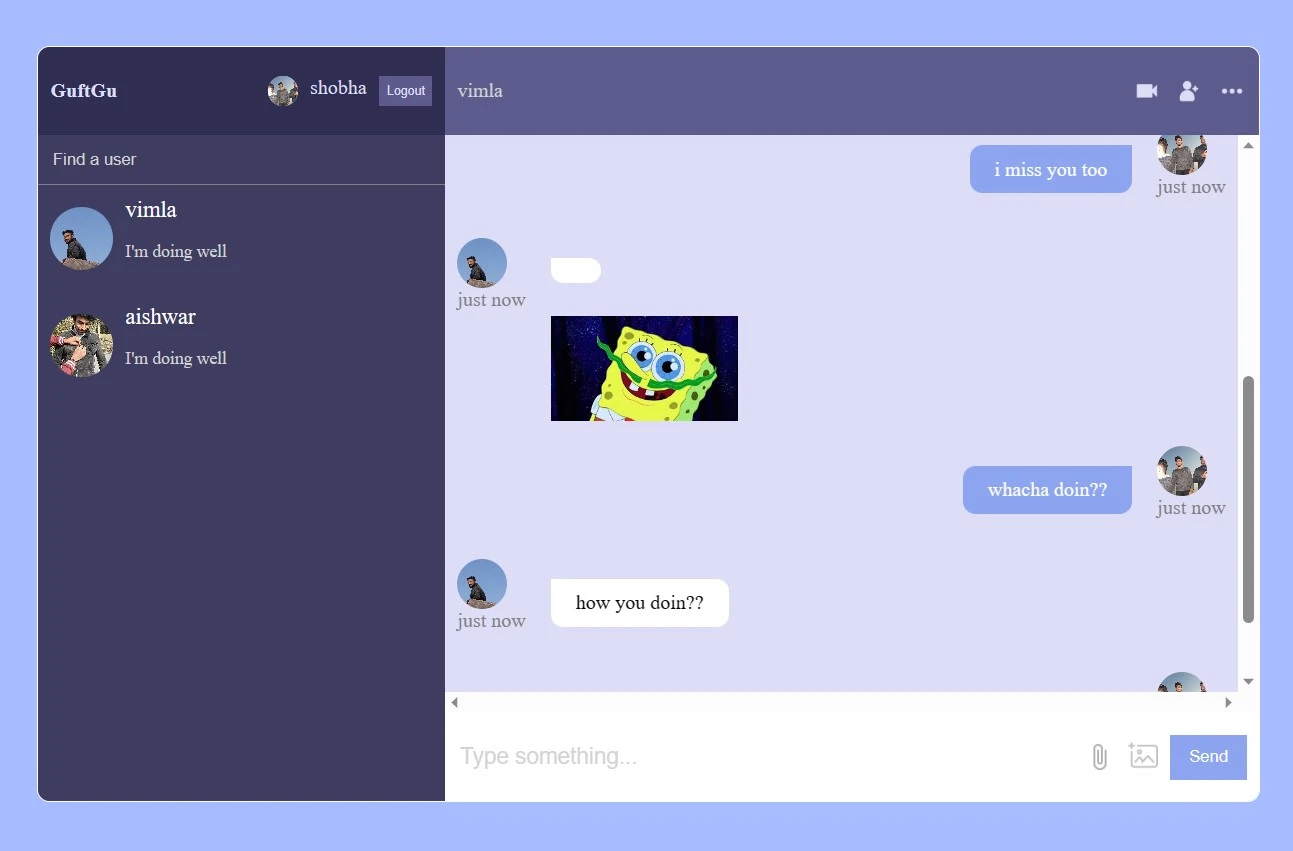 GuftGu
shobha
Logout
Find a user
vimla
I'm doing well
aishwar
I'm doing well
vimla
i miss you too
just now
just now
whacha doin??
just now
how you doin??
just now
Type something...
Send